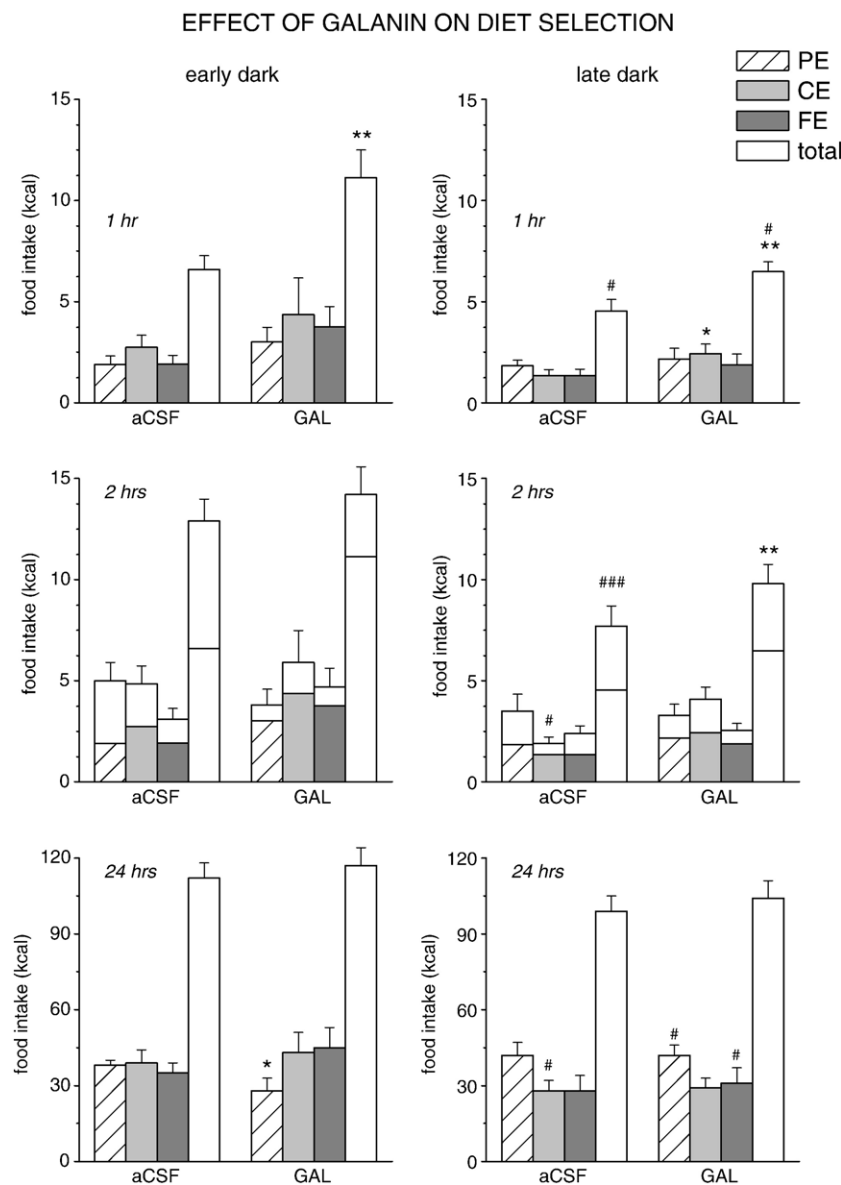 EFFECT OF GALANIN ON DIET SELECTION
early dark
late dark
PE
CE
FE
total
15
10
5
0
food intake (kcal)
1 hr
**
aCSF
GAL
15
10
5
0
food intake (kcal)
1 hr
#
*
#
**
aCSF
GAL
15
10
5
0
food intake (kcal)
2 hrs
aCSF
GAL
15
10
5
0
food intake (kcal)
2 hrs
#
###
**
aCSF
GAL
120
90
60
30
0
food intake (kcal)
24 hrs
*
aCSF
GAL
120
90
60
30
0
food intake (kcal)
24 hrs
#
#
#
aCSF
GAL